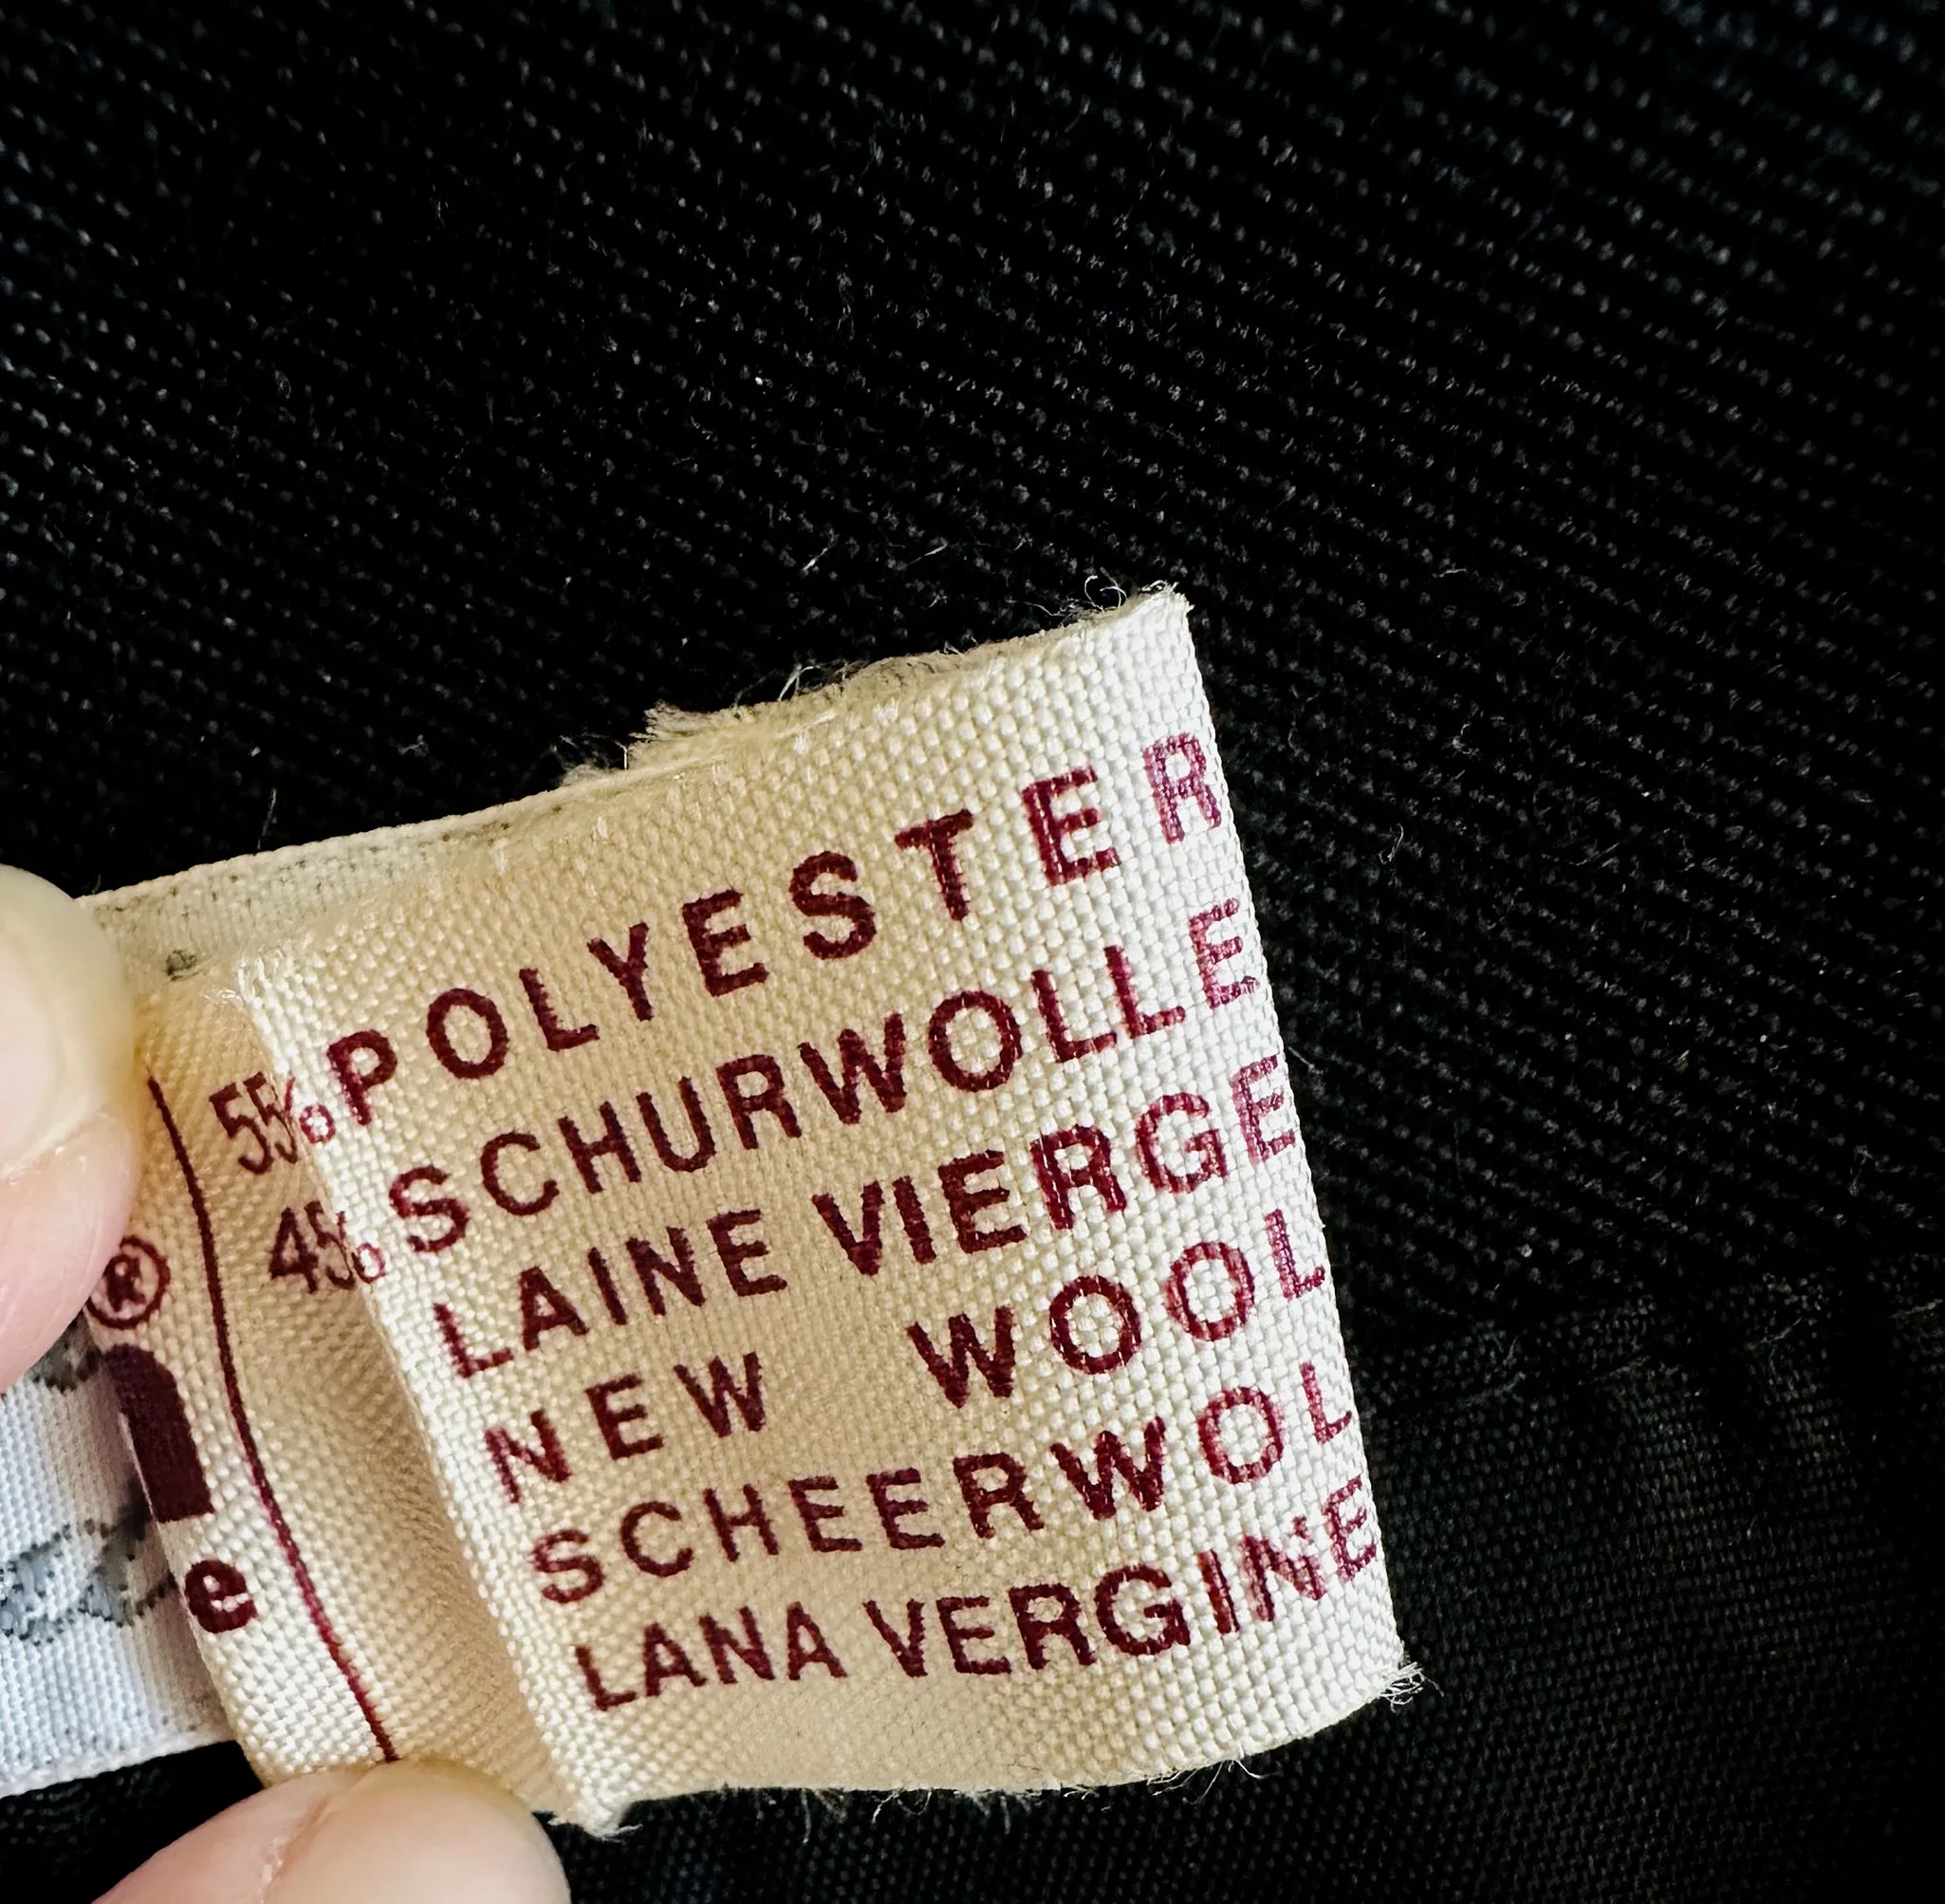 55% POLYESTER
45% SCHURWOLLE
LAINE VIERGE
NEW WOOL
SCHEERWOL
LANA VERGINE
®
e